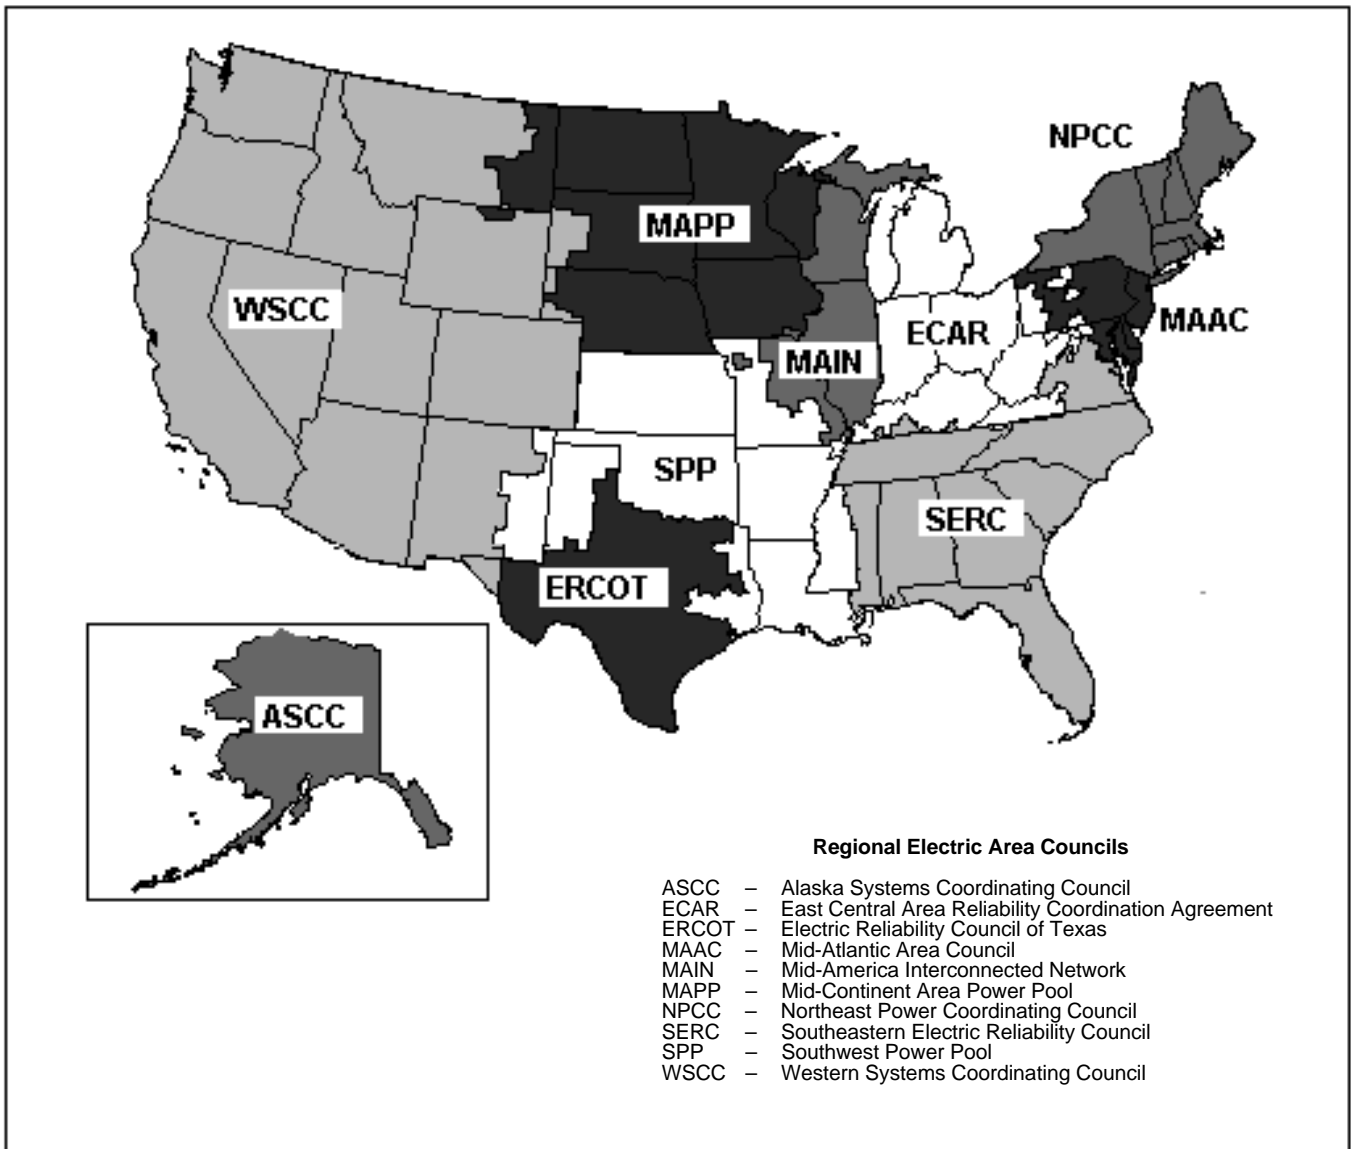 NPCC
MAPP
WSCC
MAAC
ECAR
MAIN
SPP
SERC
ERCOT
ASCC
Regional Electric Area Councils
ASCC – Alaska Systems Coordinating Council
ECAR – East Central Area Reliability Coordination Agreement
ERCOT – Electric Reliability Council of Texas
MAAC – Mid-Atlantic Area Council
MAIN – Mid-America Interconnected Network
MAPP – Mid-Continent Area Power Pool
NPCC – Northeast Power Coordinating Council
SERC – Southeastern Electric Reliability Council
SPP – Southwest Power Pool
WSCC – Western Systems Coordinating Council